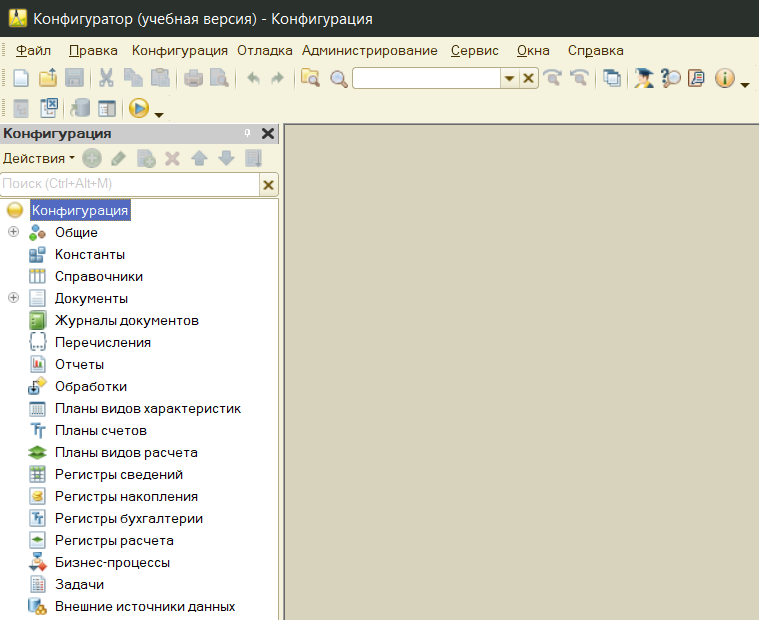 Конфигуратор (учебная версия) - Конфигурация
Файл Правка Конфигурация Отладка Администрирование Сервис Окна Справка
Конфигурация
Действия
Поиск (Ctrl+Alt+M)
Конфигурация
Общие
Константы
Справочники
Документы
Журналы документов
Перечисления
Отчеты
Обработки
Планы видов характеристик
Планы счетов
Планы видов расчета
Регистры сведений
Регистры накопления
Регистры бухгалтерии
Регистры расчета
Бизнес-процессы
Задачи
Внешние источники данных